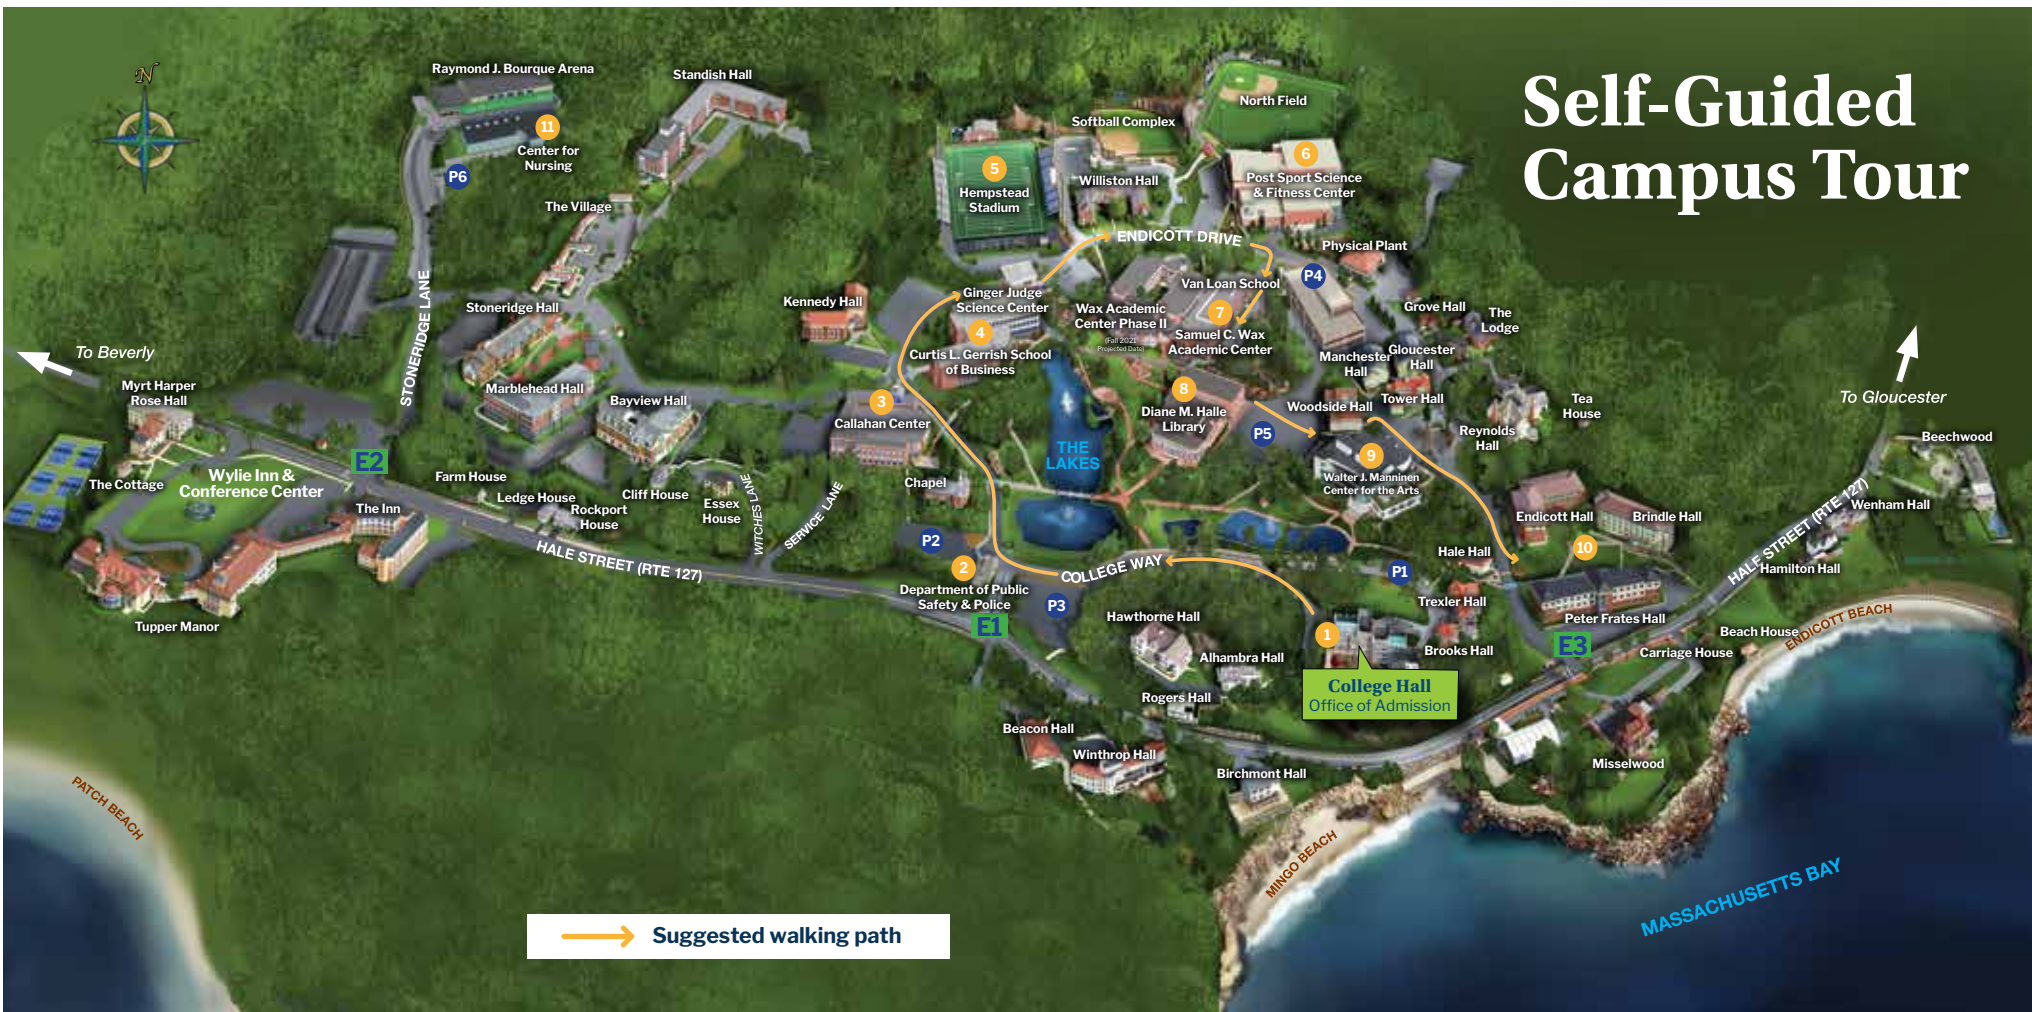 Self-Guided
Campus Tour
N
Raymond J. Bourque Arena
11
Center for
Nursing
P6
Standish Hall
The Village
STONERIDGE LANE
Stoneridge Hall
Marblehead Hall
Bayview Hall
To Beverly
Myrt Harper
Rose Hall
The Cottage
Wylie Inn &
Conference Center
E2
The Inn
Tupper Manor
Farm House
Ledge House
Rockport
House
Cliff House
Essex
House
WITCHES LANE
SERVICE LANE
HALE STREET (RTE 127)
Kennedy Hall
5
Hempstead
Stadium
Softball Complex
North Field
Williston Hall
6
Post Sport Science
& Fitness Center
ENDICOTT DRIVE
Physical Plant
P4
Ginger Judge
Science Center
4
Curtis L. Gerrish School
of Business
Wax Academic
Center Phase II
(Fall 2021
Projected Date)
Van Loan School
7
Samuel C. Wax
Academic Center
Grove Hall
The
Lodge
Manchester
Hall
Gloucester
Hall
3
Callahan Center
8
Diane M. Halle
Library
P5
Woodside Hall
Tower Hall
Reynolds
Hall
Tea
House
9
Walter J. Manninen
Center for the Arts
THE
LAKES
Chapel
P2
2
Department of Public
Safety & Police
P3
E1
COLLEGE WAY
P1
Hale Hall
Trexler Hall
Brooks Hall
Endicott Hall
Brindle Hall
10
Peter Frates Hall
E3
1
College Hall
Office of Admission
Hawthorne Hall
Alhambra Hall
Rogers Hall
Beacon Hall
Winthrop Hall
Birchmont Hall
To Gloucester
Beechwood
Wenham Hall
HALE STREET (RTE 127)
Hamilton Hall
Beach House
ENDICOTT BEACH
Carriage House
Misselwood
PATCH BEACH
MINGO BEACH
MASSACHUSETTS BAY
Suggested walking path